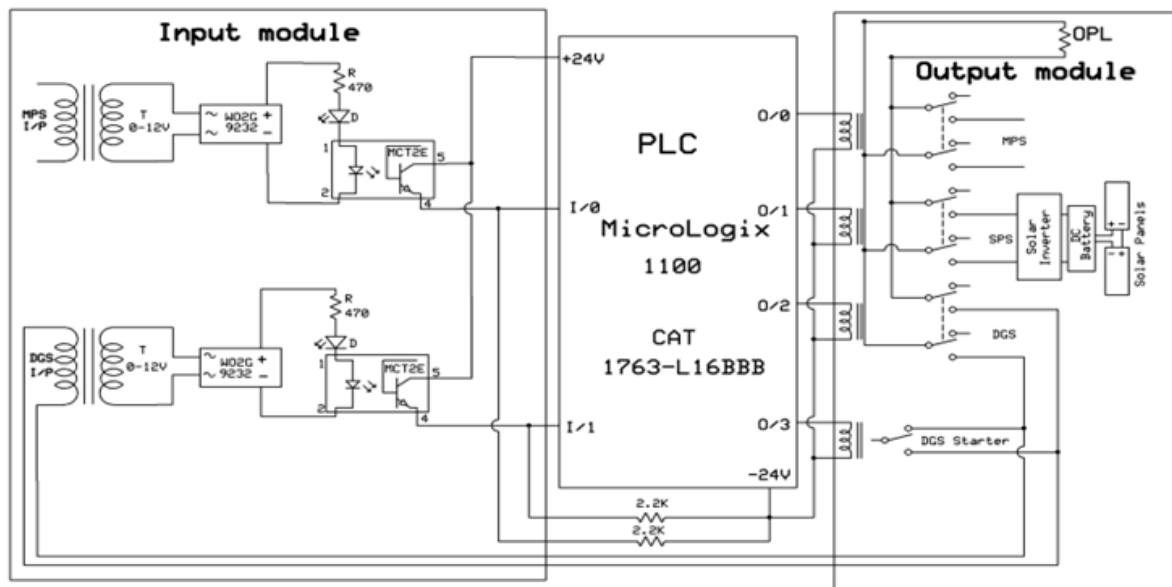 Input module
MPS
I/P
T
0-12V
W02G
9232
~
~
+
-
R
470
D
1
2
MCT2E
5
4
DGS
I/P
T
0-12V
W02G
9232
~
~
+
-
R
470
D
1
2
MCT2E
5
4
+24V
I/0
I/1
PLC
MicroLogix
1100
CAT
1763-L16BBB
O/0
O/1
O/2
O/3
-24V
2.2K
2.2K
OPL
Output module
MPS
SPS
Solar
Inverter
DC
Battery
+ -
- +
Solar Panels
DGS
DGS Starter